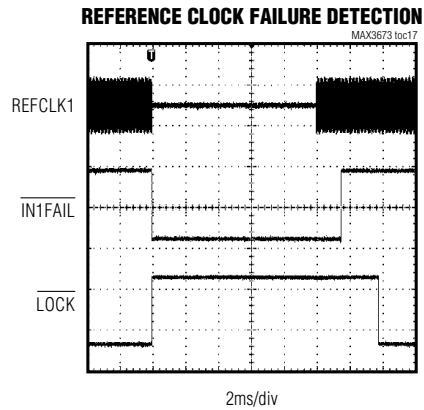 REFERENCE CLOCK FAILURE DETECTION
MAX3673 toc17
T
REFCLK1
IN1FAIL
LOCK
2ms/div